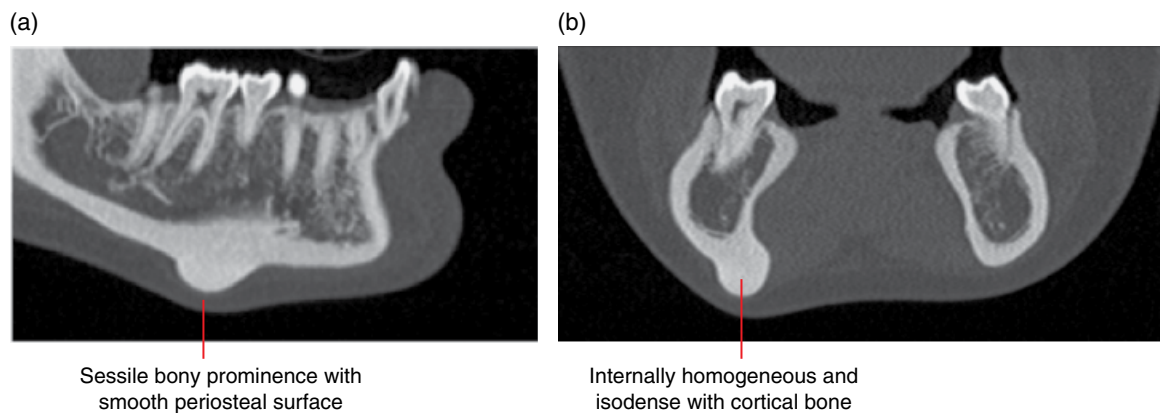 (a)
(b)
Sessile bony prominence with
smooth periosteal surface
Internally homogeneous and
isodense with cortical bone